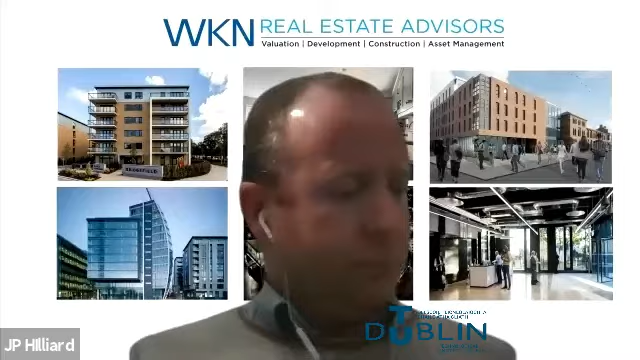 WKN REAL ESTATE ADVISORS
Valuation | Development | Construction | Asset Management
DUBLIN
JP Hilliard